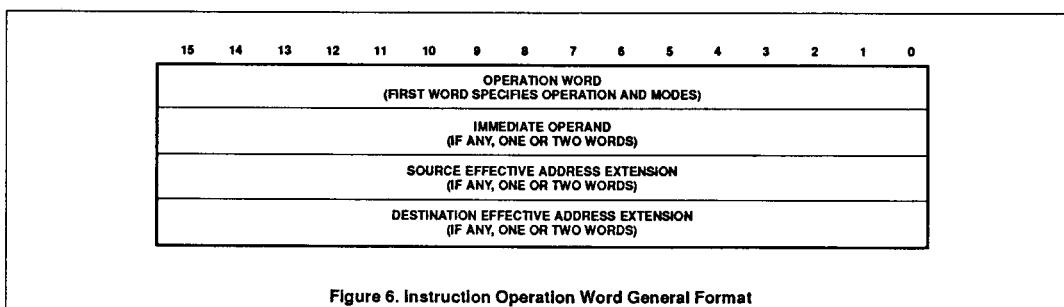 15 14 13 12 11 10 9 8 7 6 5 4 3 2 1 0
OPERATION WORD
(FIRST WORD SPECIFIES OPERATION AND MODES)
IMMEDIATE OPERAND
(IF ANY, ONE OR TWO WORDS)
SOURCE EFFECTIVE ADDRESS EXTENSION
(IF ANY, ONE OR TWO WORDS)
DESTINATION EFFECTIVE ADDRESS EXTENSION
(IF ANY, ONE OR TWO WORDS)
Figure 6. Instruction Operation Word General Format